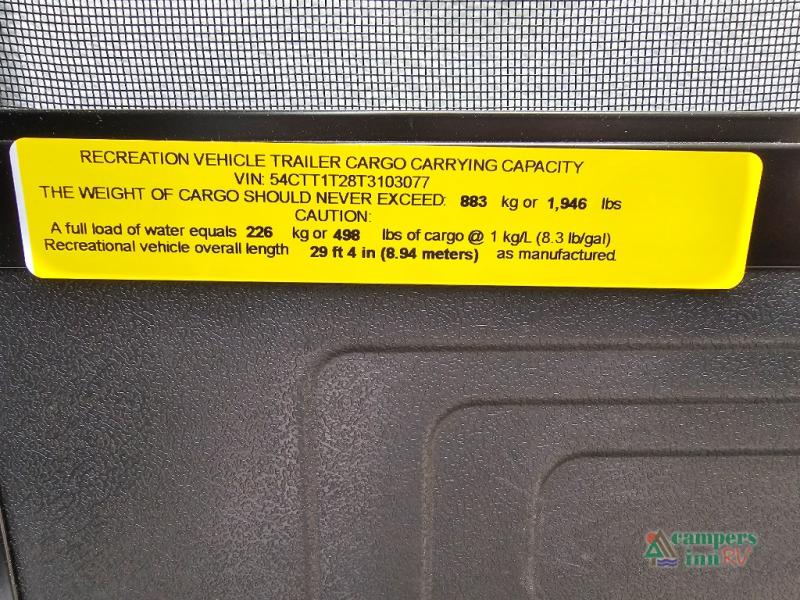 RECREATION VEHICLE TRAILER CARGO CARRYING CAPACITY
VIN: 54CTT1T28T3103077
THE WEIGHT OF CARGO SHOULD NEVER EXCEED: 883 kg or 1,946 lbs
CAUTION:
A full load of water equals 226 kg or 498 lbs of cargo @ 1 kg/L (8.3 lb/gal)
Recreational vehicle overall length 29 ft 4 in (8.94 meters) as manufactured.
campers
inn RV